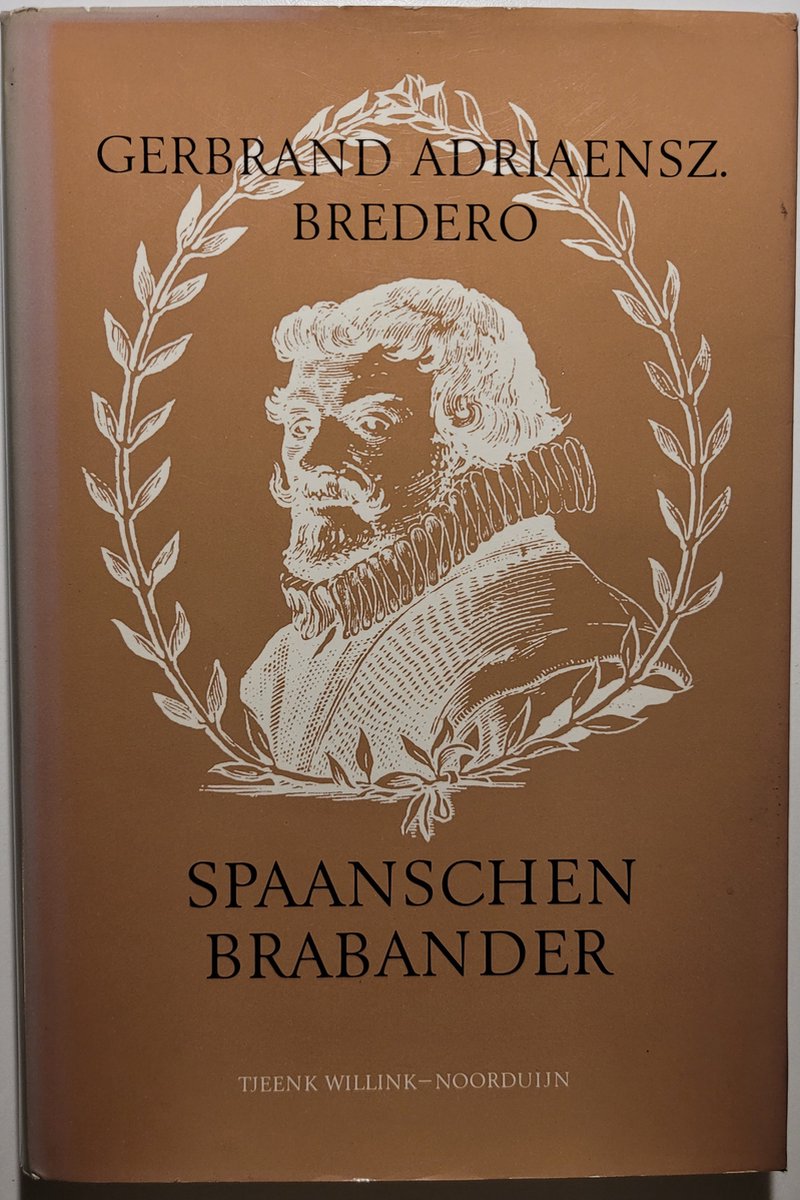 GERBRAND ADRIAENSZ.
BREDERO
SPAANSCHEN
BRABANDER
TJEENK WILLINK–NOORDUIJN